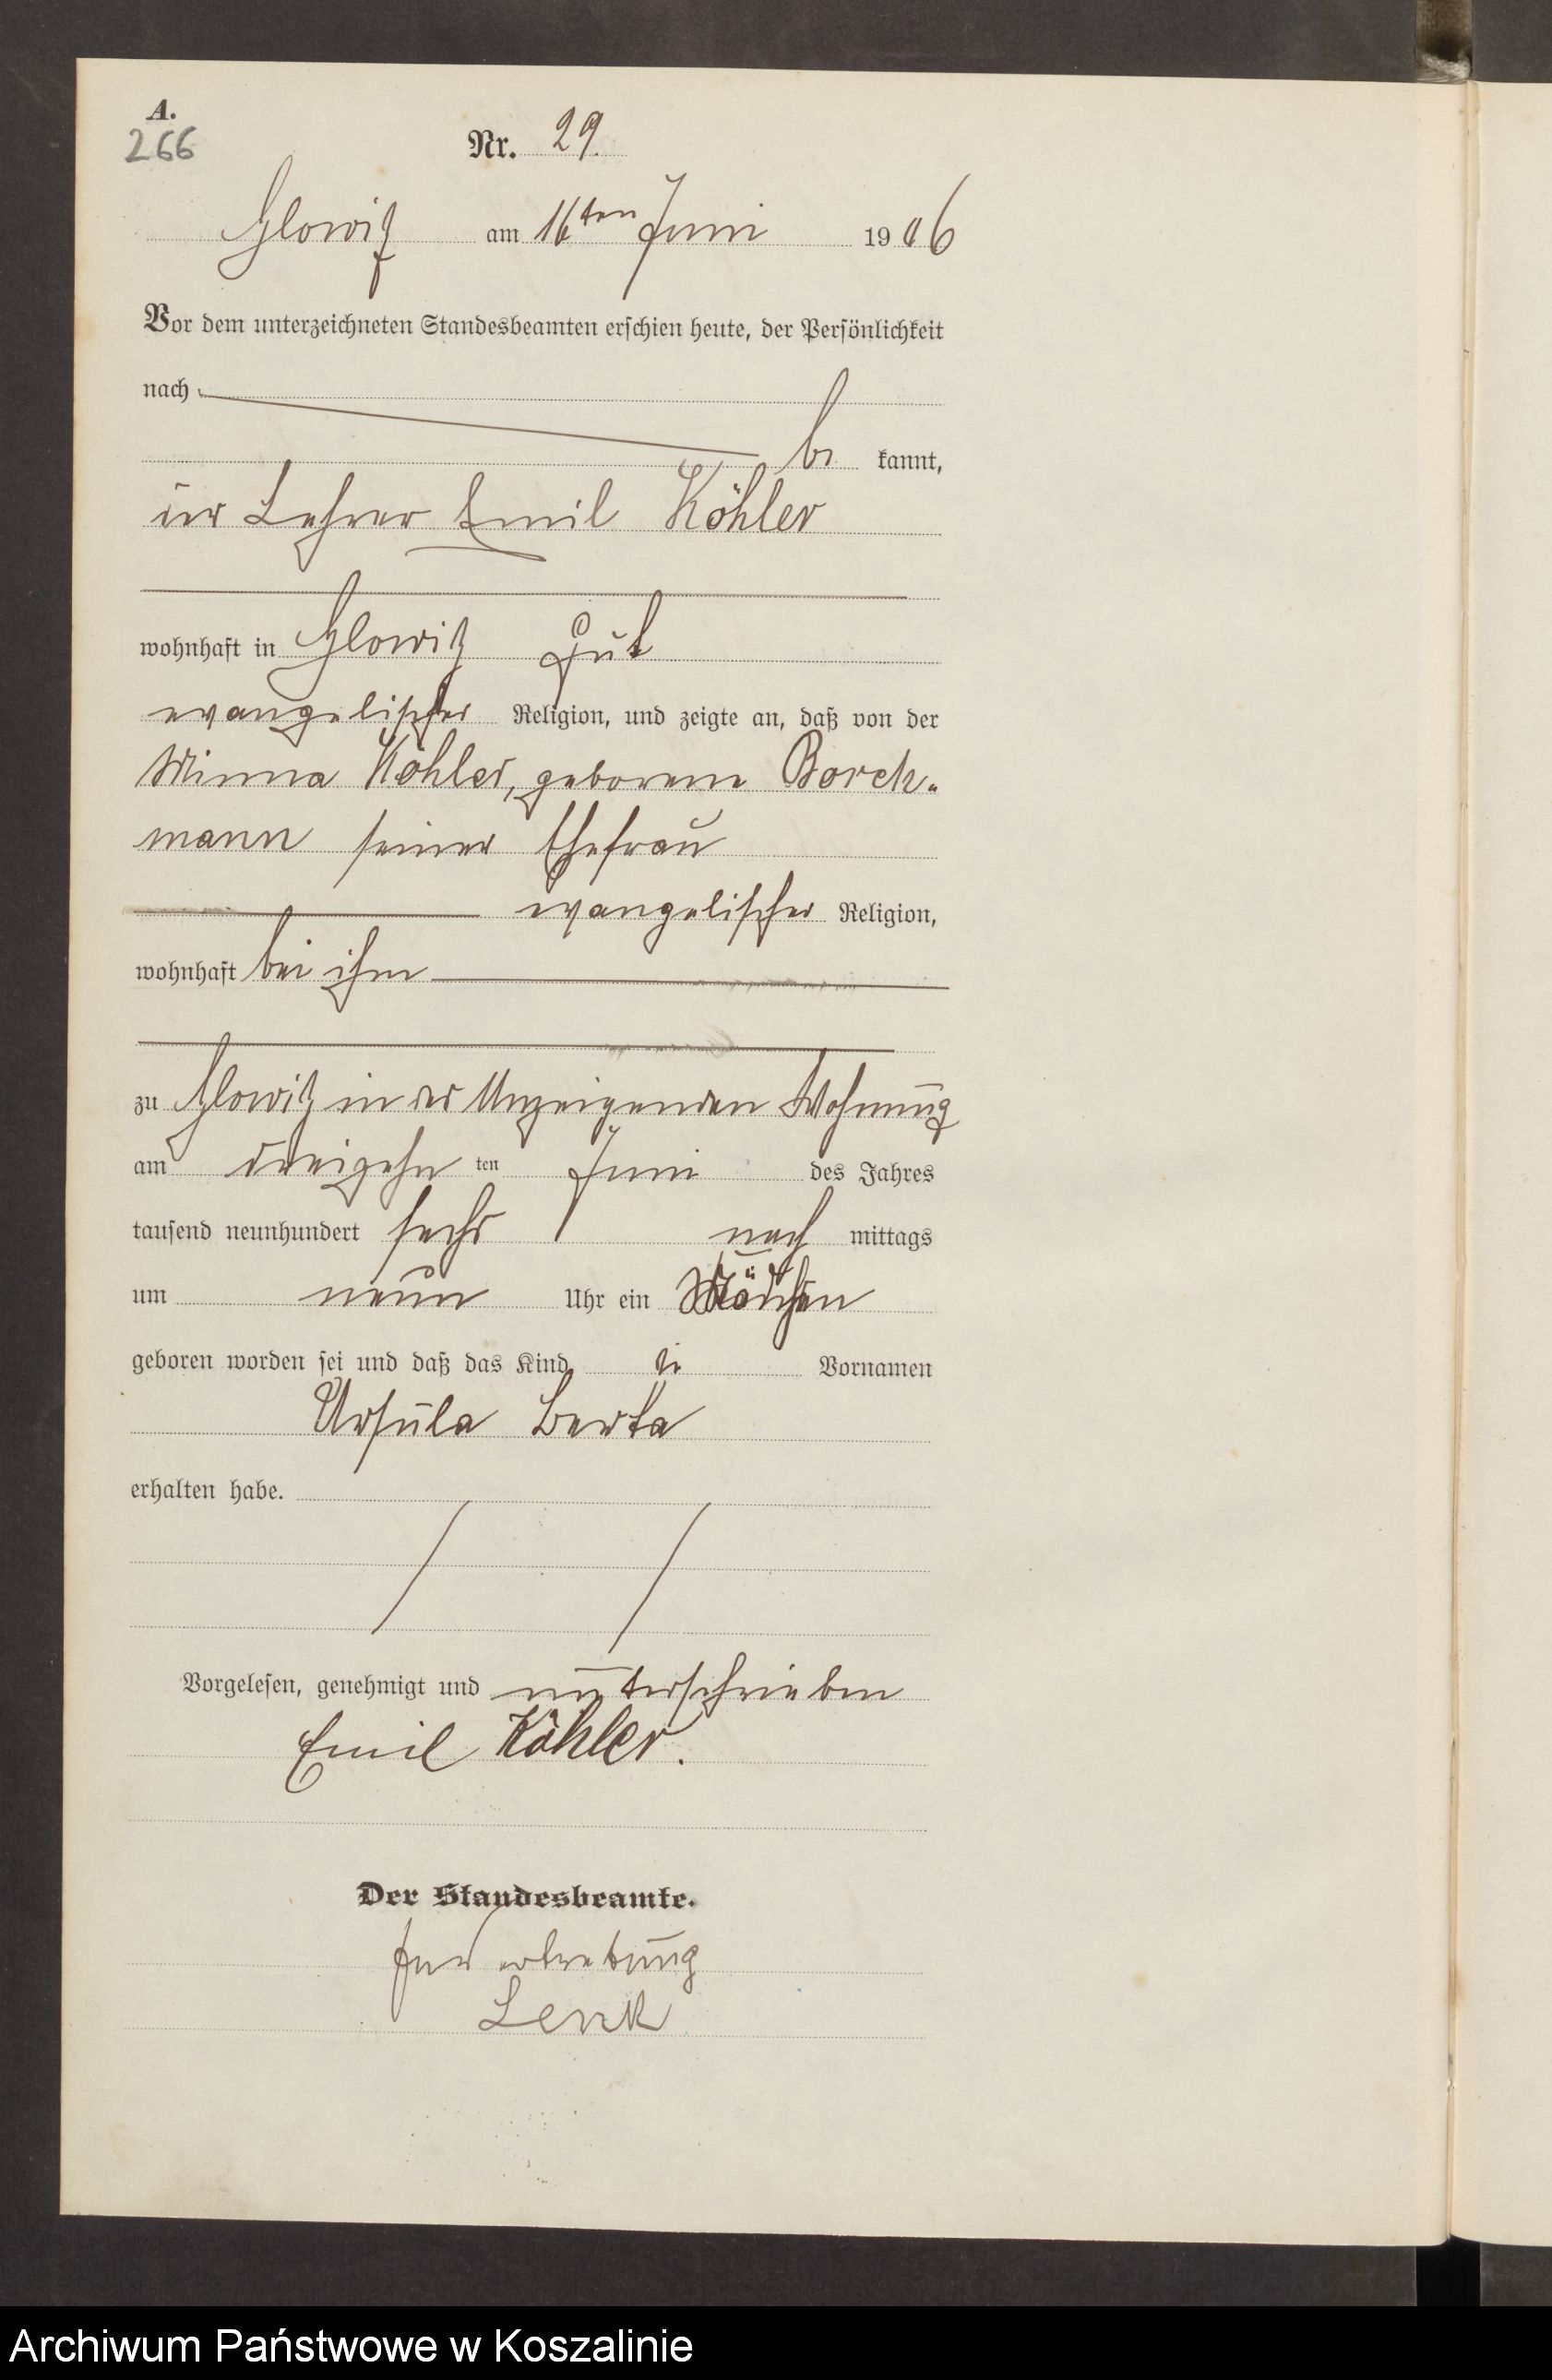 A.
266
Nr. 29.
Glowitz am 16ten Juni 1906
Vor dem unterzeichneten Standesbeamten erschien heute, der Persönlichkeit
nach
be kannt,
der Lehrer Emil Köhler
wohnhaft in Glowitz Gut
evangelischer Religion, und zeigte an, daß von der
Minna Köhler, geborene Borck-
mann seiner Ehefrau
evangelischer Religion,
wohnhaft bei ihm
zu Glowitz in der Anzeigenden Wohnung
am dreizehn ten Juni des Jahres
tausend neunhundert sechs nach mittags
um neun Uhr ein Mädchen
geboren worden sei und daß das Kind die Vornamen
Ursula Berta
erhalten habe.
Vorgelesen, genehmigt und unterschrieben
Emil Köhler.
Der Standesbeamte.
In Vertretung
Lenk
Archiwum Państwowe w Koszalinie